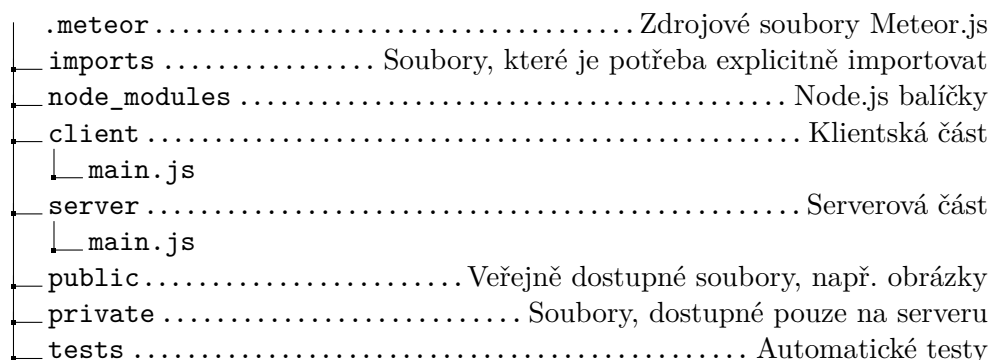 .meteor ........ Zdrojové soubory Meteor.js
imports ........ Soubory, které je potřeba explicitně importovat
node_modules ........ Node.js balíčky
client ........ Klientská část
main.js
server ........ Serverová část
main.js
public ........ Veřejně dostupné soubory, např. obrázky
private ........ Soubory, dostupné pouze na serveru
tests ........ Automatické testy